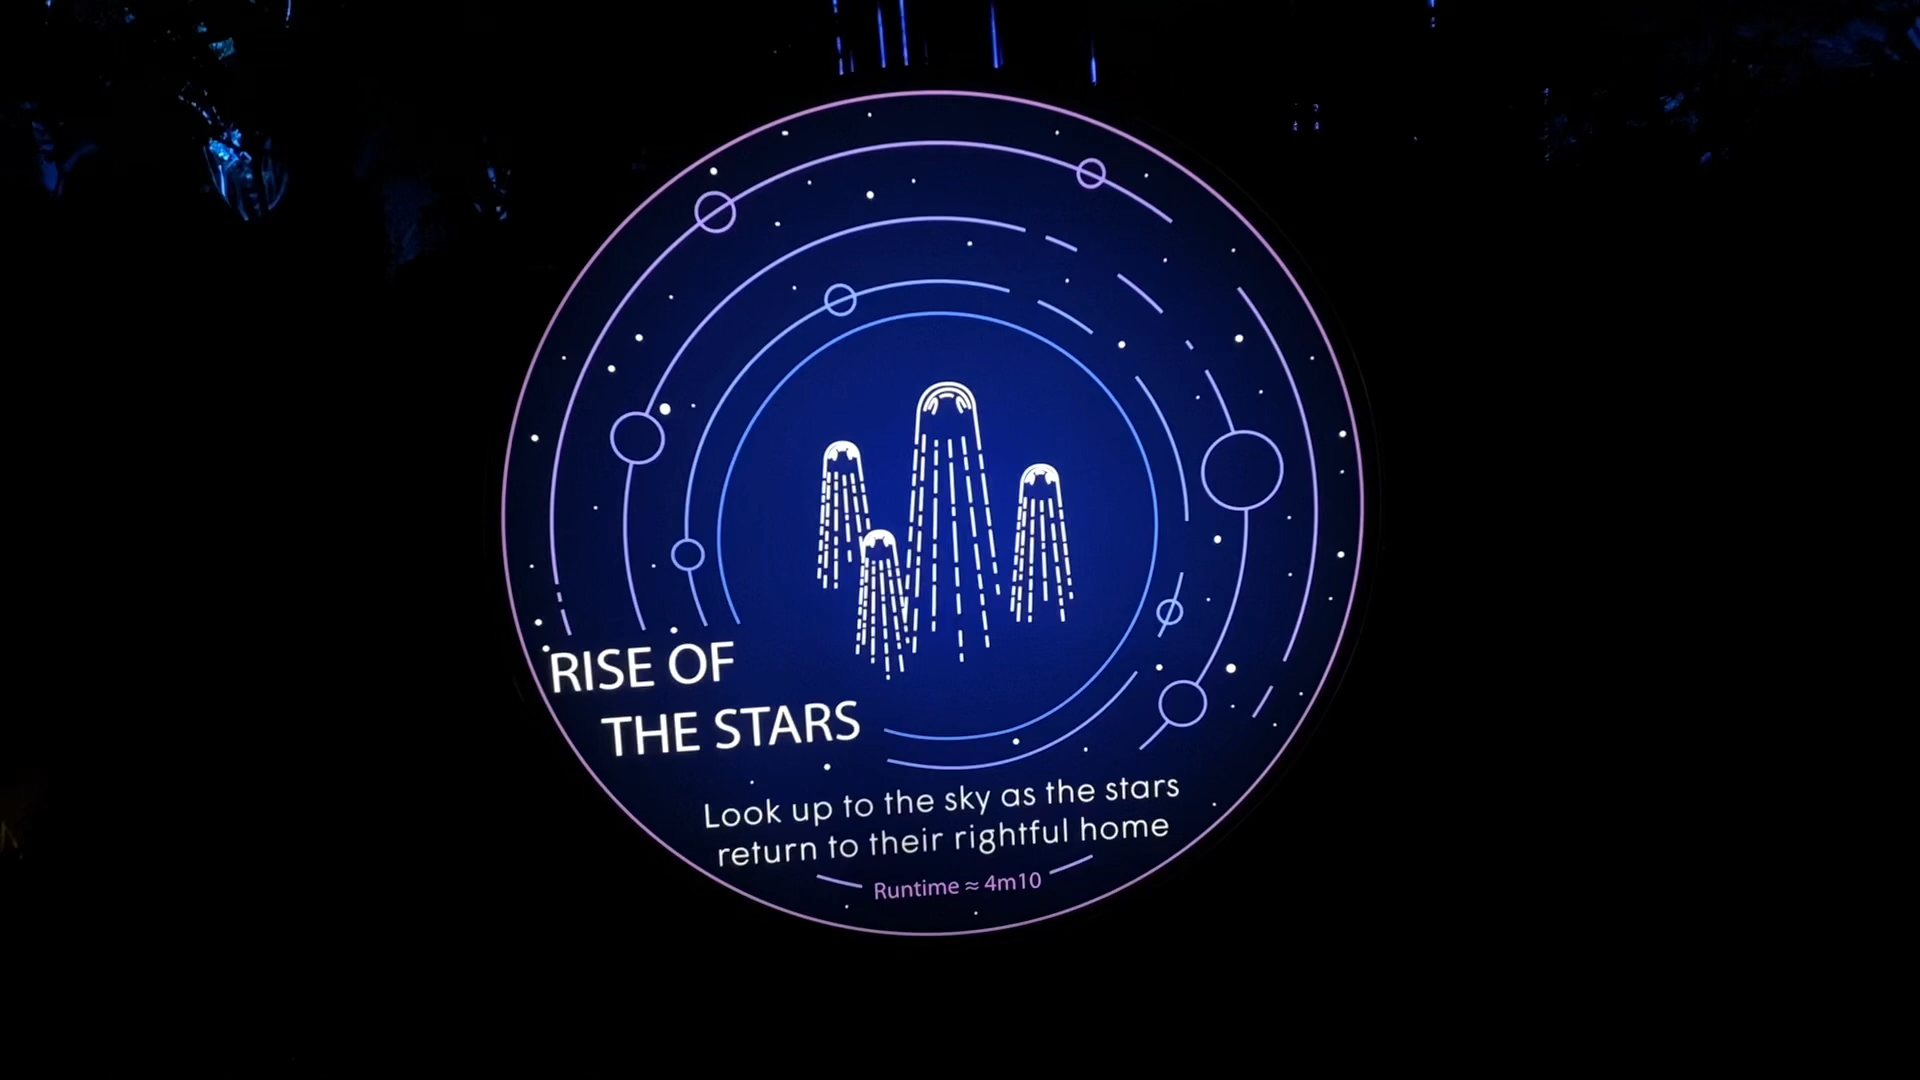 RISE OF
THE STARS
Look up to the sky as the stars
return to their rightful home
Runtime ≈ 4m10